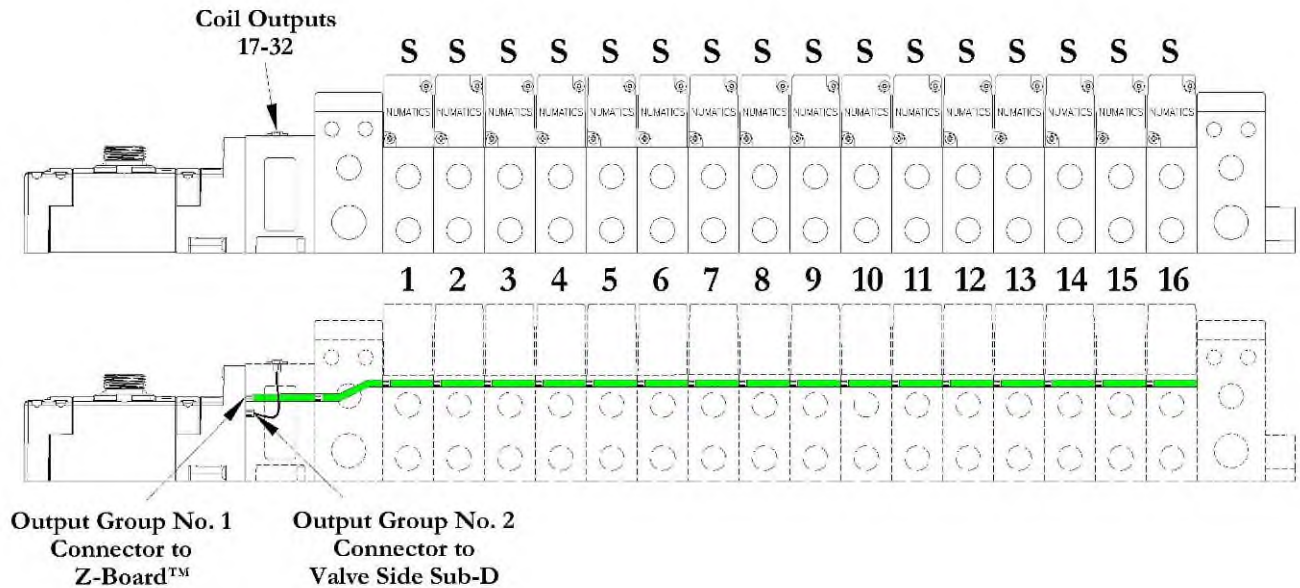 Coil Outputs
17-32
S S S S S S S S S S S S S S S S
NUMATICS NUMATICS NUMATICS NUMATICS NUMATICS NUMATICS NUMATICS NUMATICS NUMATICS NUMATICS NUMATICS NUMATICS NUMATICS NUMATICS NUMATICS NUMATICS
1 2 3 4 5 6 7 8 9 10 11 12 13 14 15 16
Output Group No. 1
Connector to
Z-Board™
Output Group No. 2
Connector to
Valve Side Sub-D